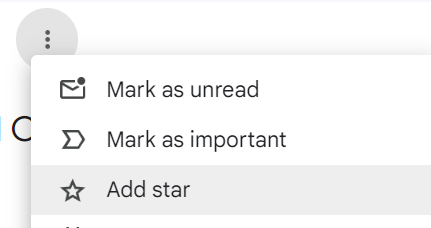 Mark as unread
Mark as important
Add star